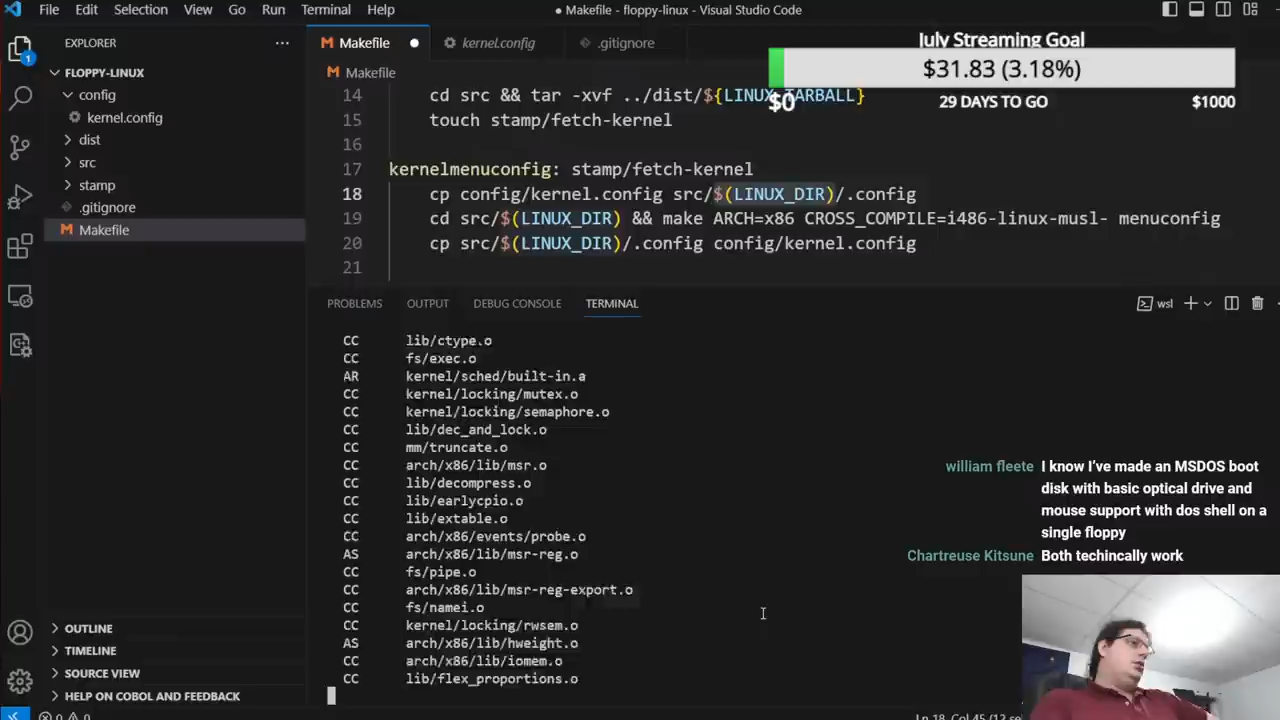 File Edit Selection View Go Run Terminal Help
● Makefile - floppy-linux - Visual Studio Code
EXPLORER
Makefile
kernel.config
.gitignore
July Streaming Goal
$31.83 (3.18%)
$0
29 DAYS TO GO
$1000
FLOPPY-LINUX
config
kernel.config
dist
src
stamp
.gitignore
Makefile
Makefile
14 cd src && tar -xvf ../dist/${LINUX_TARBALL}
15 touch stamp/fetch-kernel
16
17 kernelmenuconfig: stamp/fetch-kernel
18 cp config/kernel.config src/$(LINUX_DIR)/.config
19 cd src/$(LINUX_DIR) && make ARCH=x86 CROSS_COMPILE=i486-linux-musl- menuconfig
20 cp src/$(LINUX_DIR)/.config config/kernel.config
21
PROBLEMS OUTPUT DEBUG CONSOLE TERMINAL
wsl
CC lib/ctype.o
CC fs/exec.o
AR kernel/sched/built-in.a
CC kernel/locking/mutex.o
CC kernel/locking/semaphore.o
CC lib/dec_and_lock.o
CC mm/truncate.o
CC arch/x86/lib/msr.o
CC lib/decompress.o
CC lib/earlycpio.o
CC lib/extable.o
CC arch/x86/events/probe.o
AS arch/x86/lib/msr-reg.o
CC fs/pipe.o
CC arch/x86/lib/msr-reg-export.o
CC fs/namei.o
CC kernel/locking/rwsem.o
AS arch/x86/lib/hweight.o
CC arch/x86/lib/iomem.o
CC lib/flex_proportions.o
william fleete I know I've made an MSDOS boot
disk with basic optical drive and
mouse support with dos shell on a
single floppy
Chartreuse Kitsune Both techincally work
OUTLINE
TIMELINE
SOURCE VIEW
HELP ON COBOL AND FEEDBACK
0 0
Ln 18, Col 45 (12 se